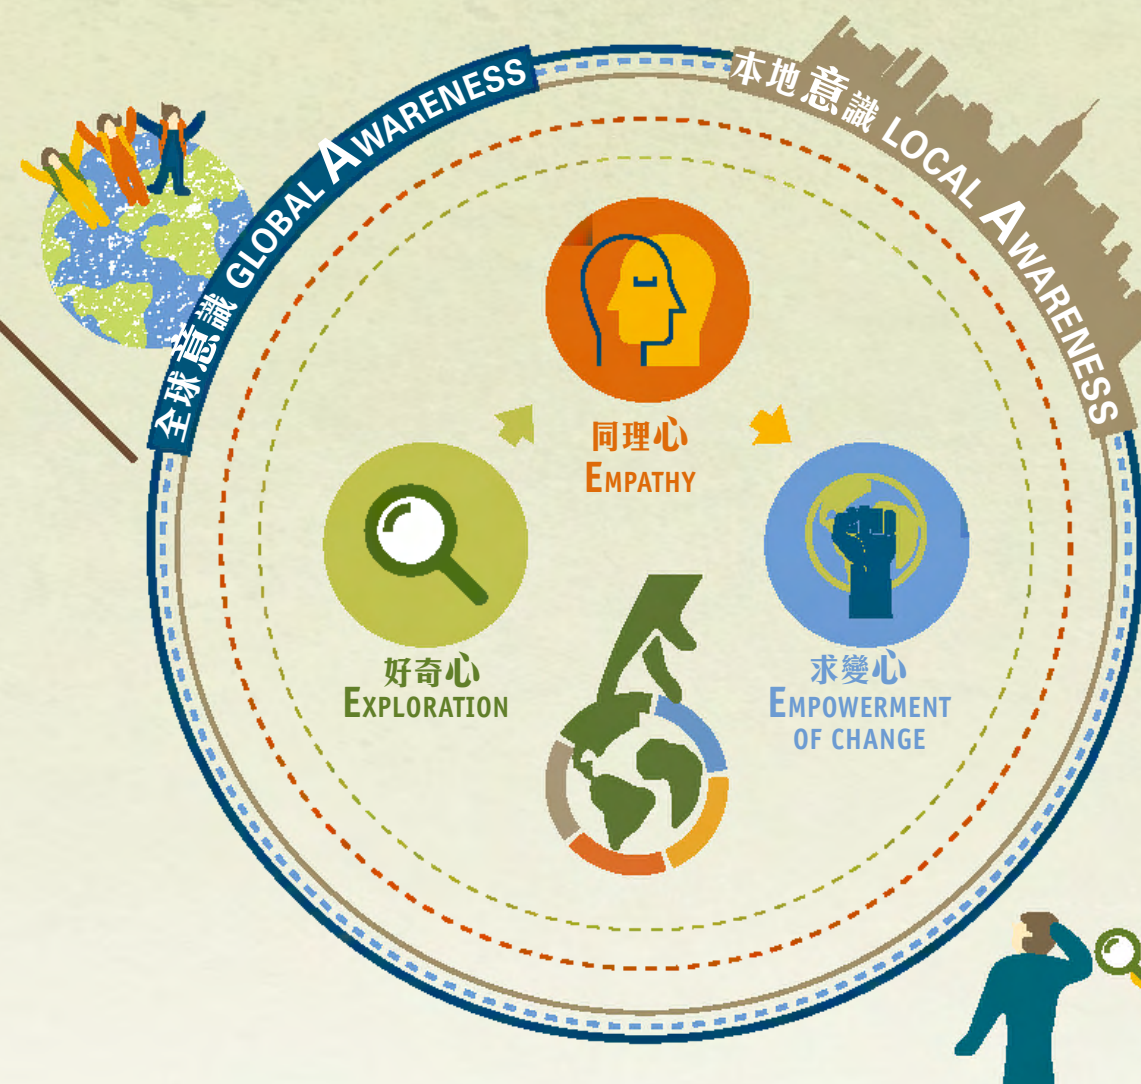 全球意識 GLOBAL AWARENESS
本地意識 LOCAL AWARENESS
同理心
EMPATHY
好奇心
EXPLORATION
求變心
EMPOWERMENT
OF CHANGE